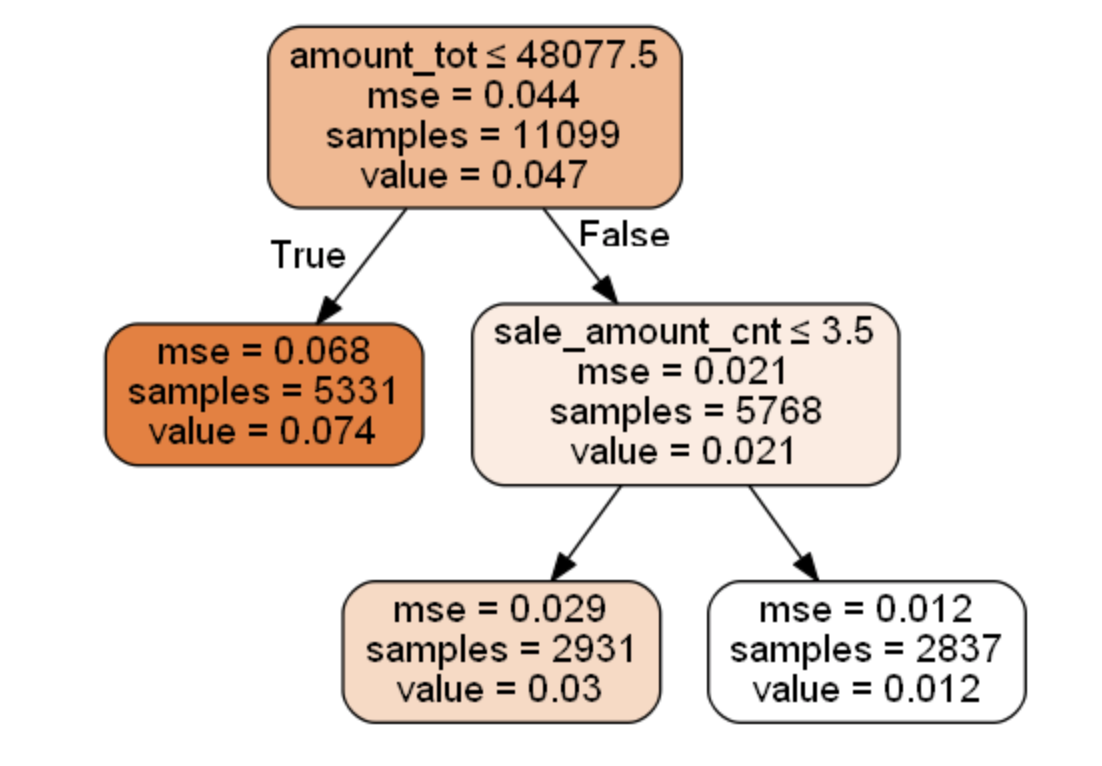 amount_tot ≤ 48077.5
mse = 0.044
samples = 11099
value = 0.047
True
False
mse = 0.068
samples = 5331
value = 0.074
sale_amount_cnt ≤ 3.5
mse = 0.021
samples = 5768
value = 0.021
mse = 0.029
samples = 2931
value = 0.03
mse = 0.012
samples = 2837
value = 0.012